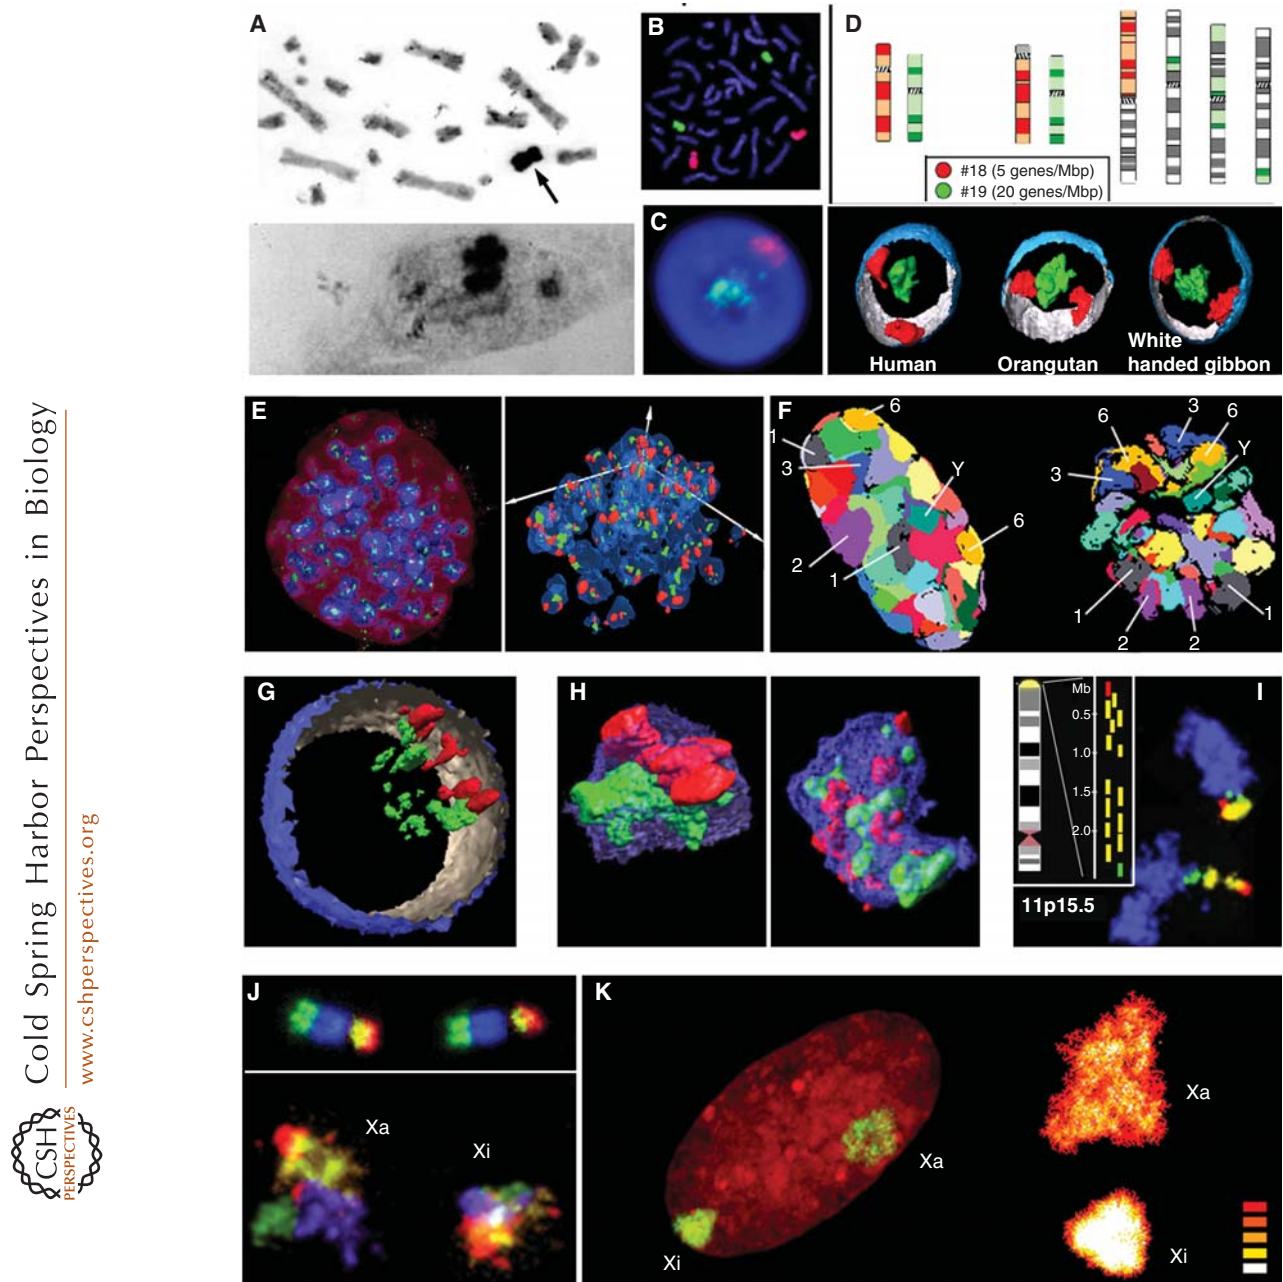 Cold Spring Harbor Perspectives in Biology
www.cshperspectives.org
CSH
PERSPECTIVES
A
B
C
D
#18 (5 genes/Mbp)
#19 (20 genes/Mbp)
Human
Orangutan
White
handed gibbon
E
F
6
1
3
Y
6
2
1
3
6
6
Y
3
1
1
2
2
G
H
I
Mb
0.5
1.0
1.5
2.0
11p15.5
J
Xa
Xi
K
Xa
Xi
Xa
Xi